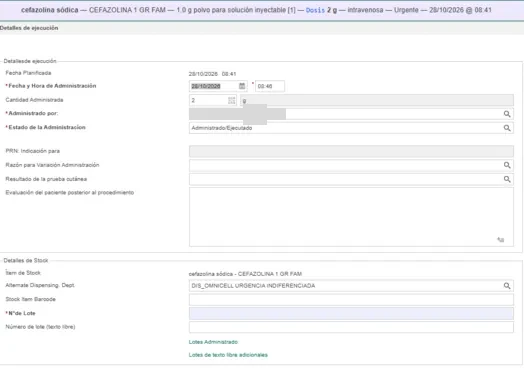 cefazolina sódica — CEFAZOLINA 1 GR FAM — 1,0 g polvo para solución inyectable [1] — Dosis 2 g — intravenosa — Urgente — 28/10/2026 @ 08:41
Detalles de ejecución
Detallesde ejecución
Fecha Planificada 28/10/2026 08:41
*Fecha y Hora de Administración 28/10/2026 * 08:46
Cantidad Administrada 2 g
*Administrado por:
*Estado de la Administracion: Administrado/Ejecutado
PRN: Indicación para
Razón para Variación Administración
Resultado de la prueba cutánea
Evaluación del paciente posterior al procedimiento
Detalles de Stock
Ítem de Stock cefazolina sódica - CEFAZOLINA 1 GR FAM
Alternate Dispensing. Dept. DIS_OMNICELL URGENCIA INDIFERENCIADA
Stock Item Barcode
*N°de Lote
Número de lote (texto libre)
Lotes Administrado:
Lotes de texto libre adicionales